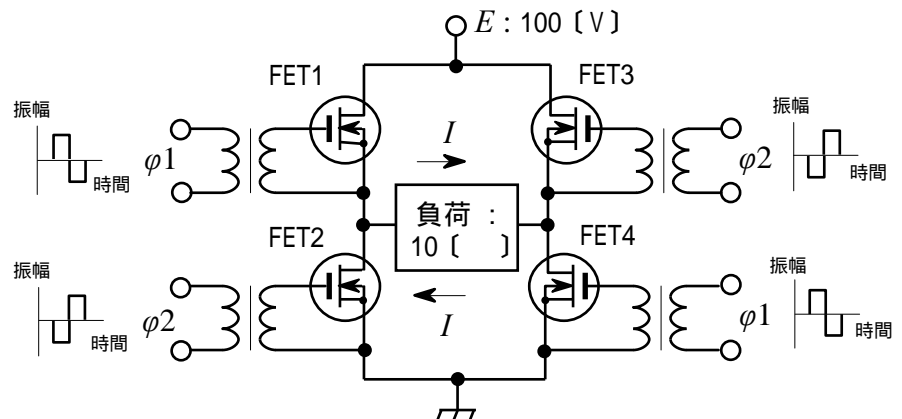 E : 100〔V〕
FET1
FET3
振幅
時間
φ1
I
φ2
振幅
時間
負荷 :
10〔 〕
FET2
FET4
振幅
時間
φ2
I
φ1
振幅
時間